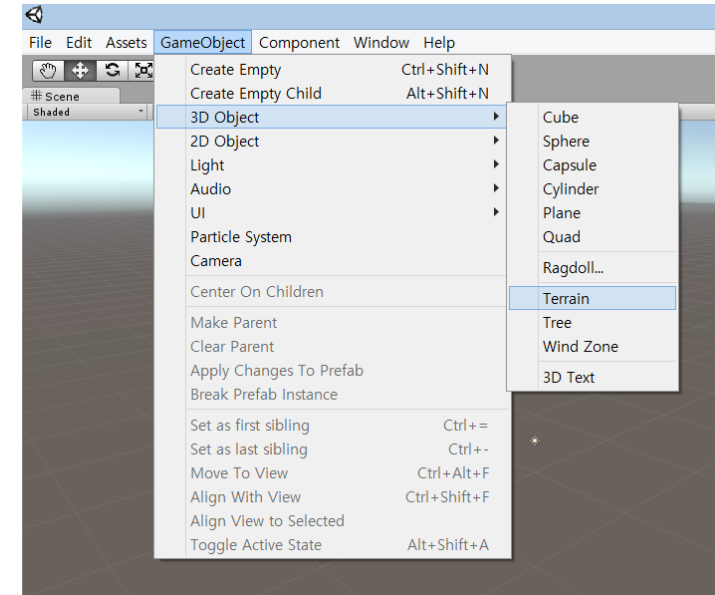 File Edit Assets GameObject Component Window Help
# Scene
Shaded
Create Empty Ctrl+Shift+N
Create Empty Child Alt+Shift+N
3D Object
2D Object
Light
Audio
UI
Particle System
Camera
Center On Children
Make Parent
Clear Parent
Apply Changes To Prefab
Break Prefab Instance
Set as first sibling Ctrl+=
Set as last sibling Ctrl+-
Move To View Ctrl+Alt+F
Align With View Ctrl+Shift+F
Align View to Selected
Toggle Active State Alt+Shift+A
Cube
Sphere
Capsule
Cylinder
Plane
Quad
Ragdoll...
Terrain
Tree
Wind Zone
3D Text